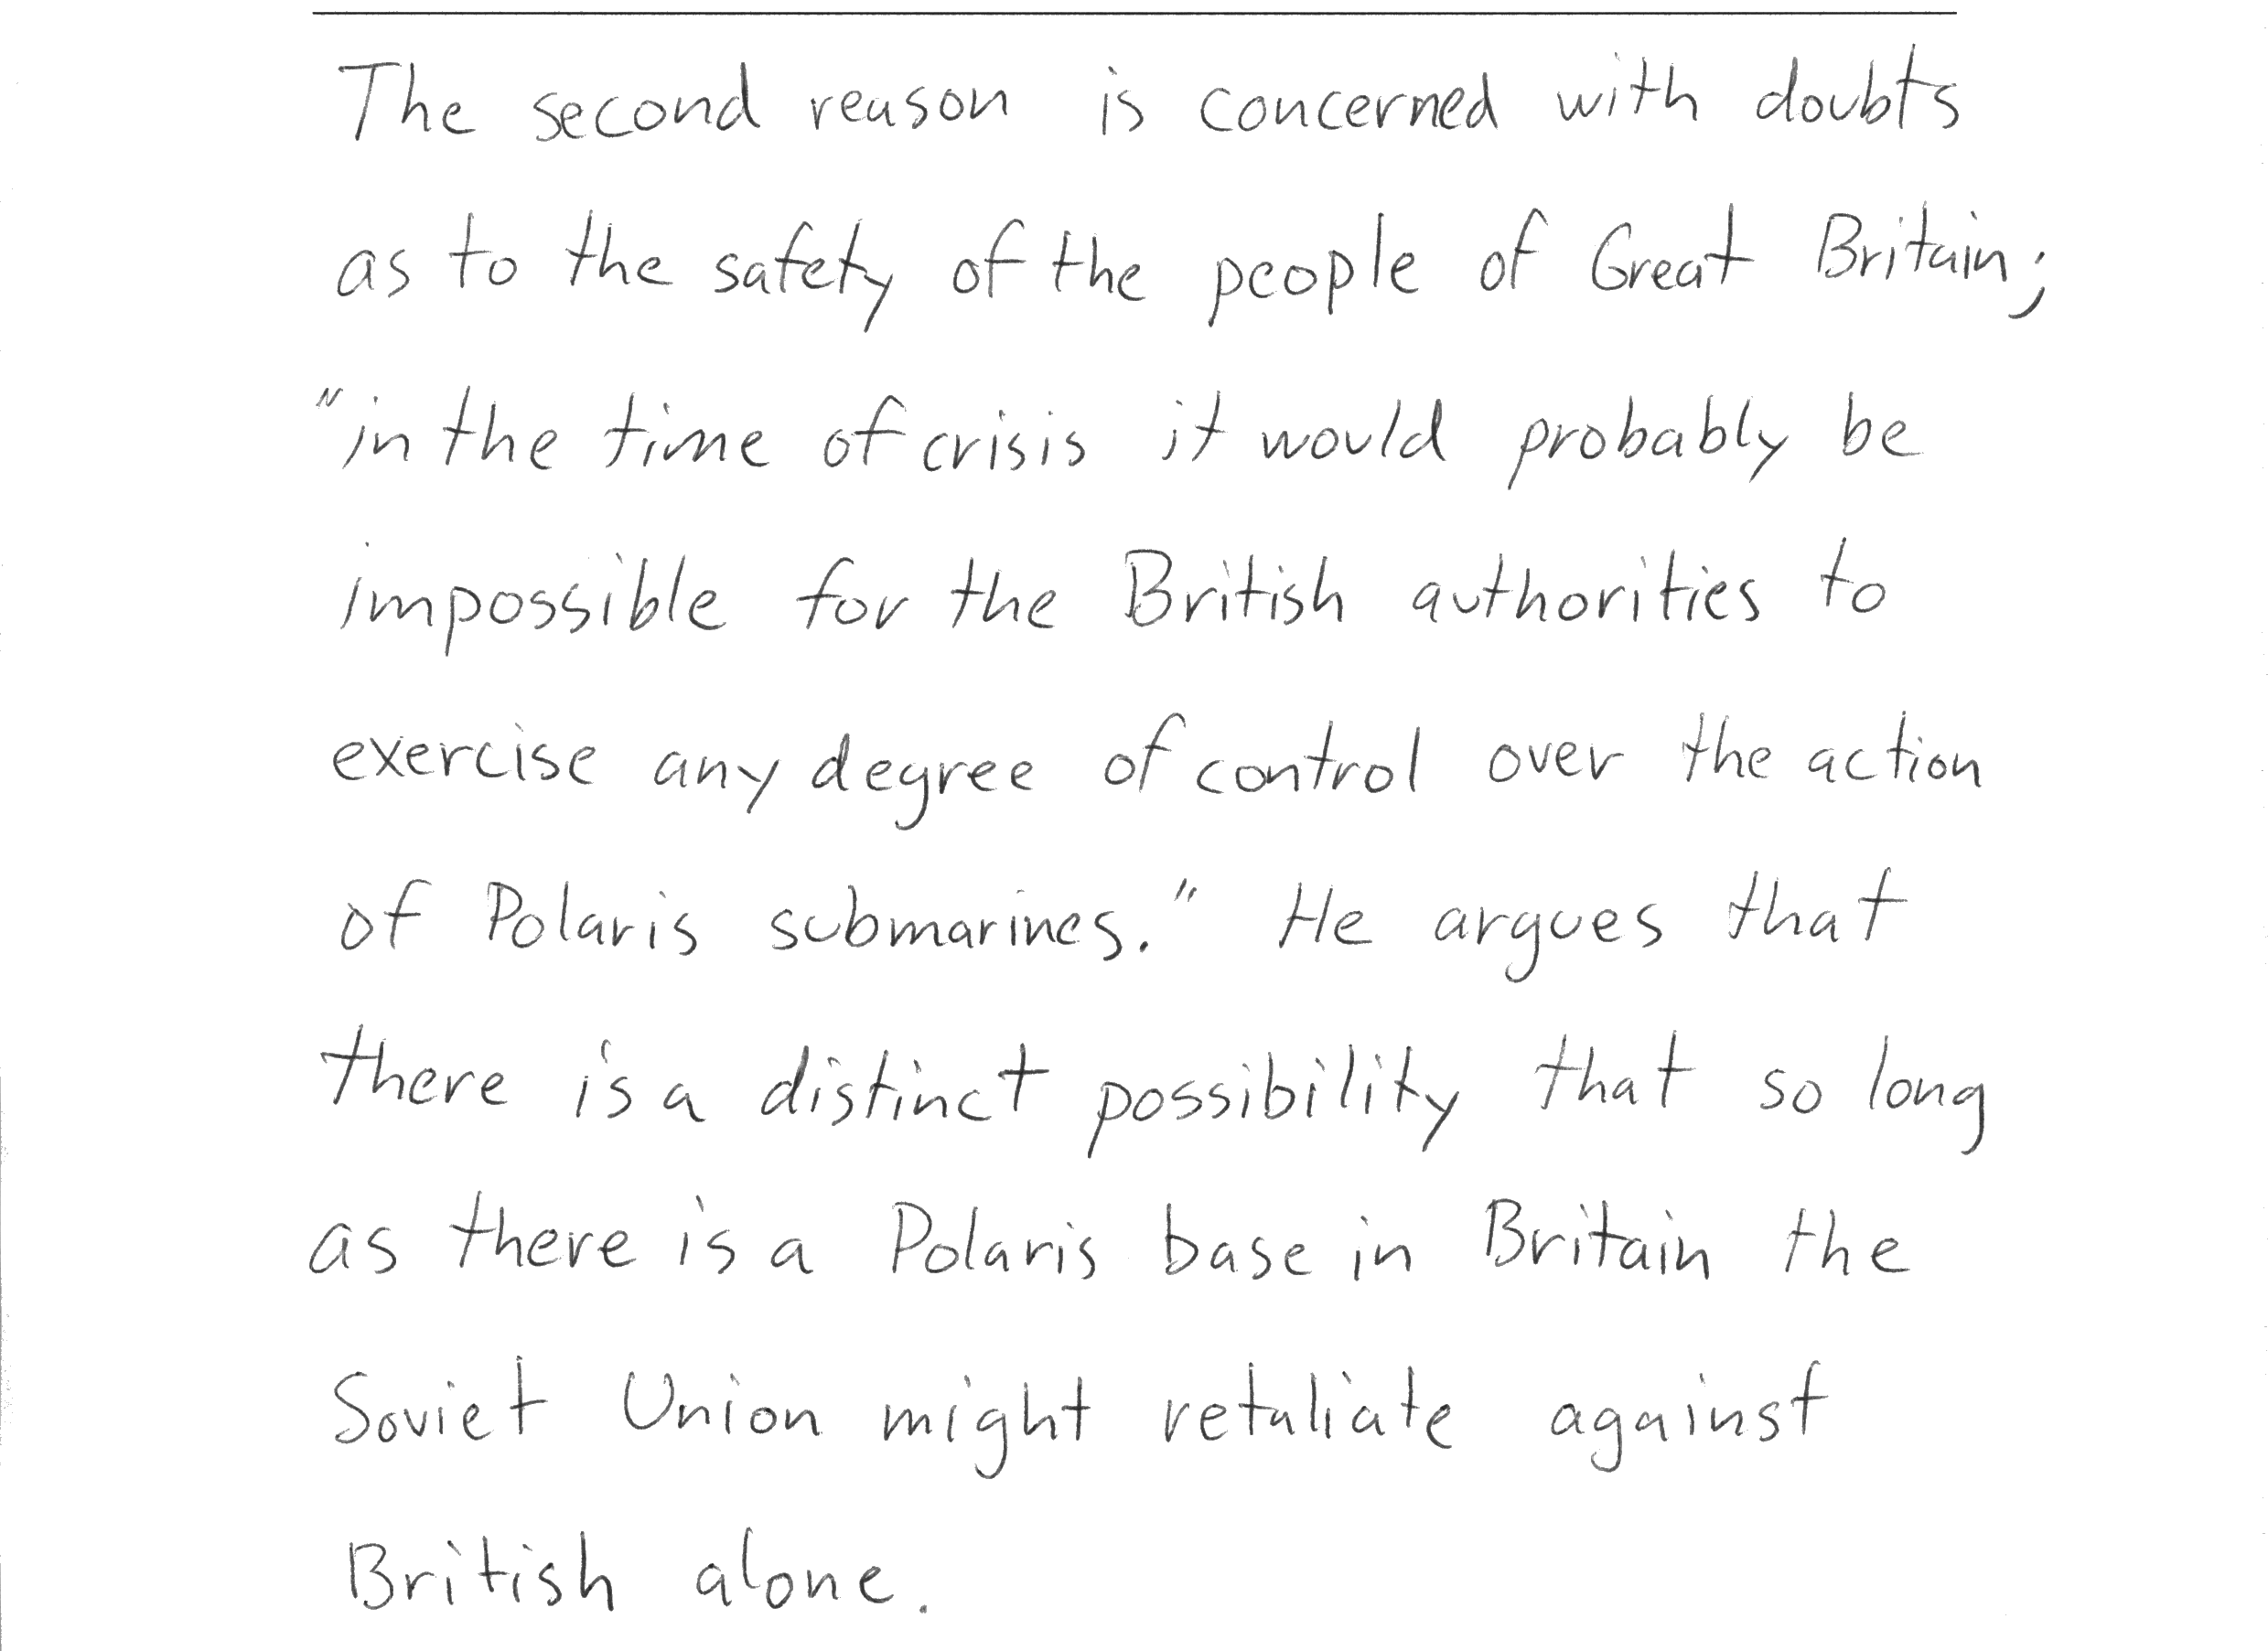 The second reason is concerned with doubts
as to the safety of the people of Great Britain;
"in the time of crisis it would probably be
impossible for the British authorities to
exercise any degree of control over the action
of Polaris submarines." He argues that
there is a distinct possibility that so long
as there is a Polaris base in Britain the
Soviet Union might retaliate against
British alone.